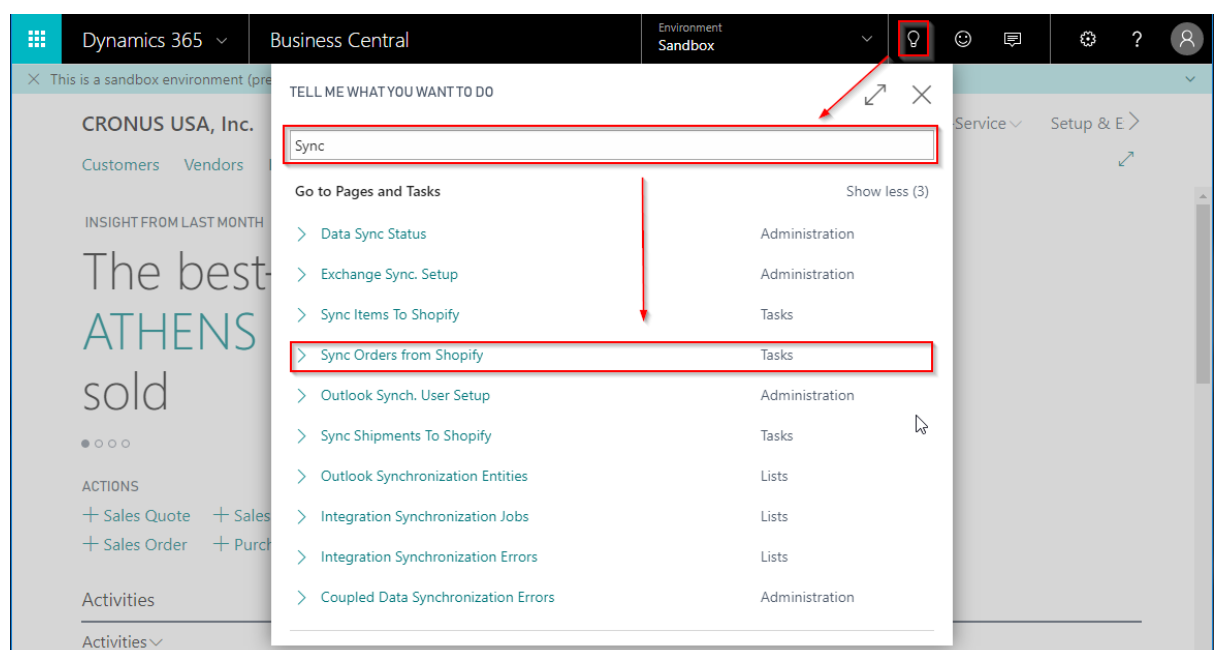 Dynamics 365 Business Central Environment
Sandbox ?
This is a sandbox environment (pre
TELL ME WHAT YOU WANT TO DO
CRONUS USA, Inc. Service Setup & E
Sync
Customers Vendors
Go to Pages and Tasks Show less (3)
INSIGHT FROM LAST MONTH
Data Sync Status Administration
The best-
Exchange Sync. Setup Administration
Sync Items To Shopify Tasks
ATHENS
Sync Orders from Shopify Tasks
sold
Outlook Synch. User Setup Administration
Sync Shipments To Shopify Tasks
Outlook Synchronization Entities Lists
ACTIONS
+ Sales Quote + Sales
Integration Synchronization Jobs Lists
+ Sales Order + Purch
Integration Synchronization Errors Lists
Activities
Coupled Data Synchronization Errors Administration
Activities